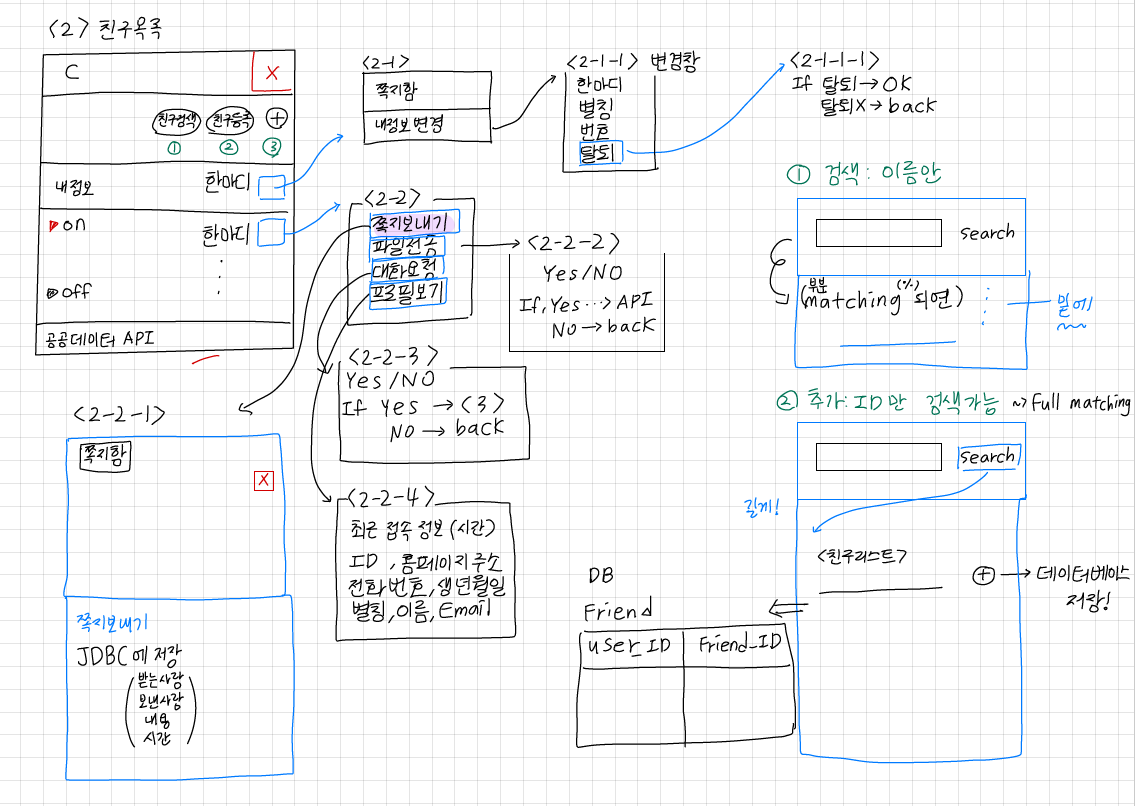 <2> 친구목록
C
X
친구검색 친구등록 +
① ② ③
내정보 한마디
on 한마디
off
공공데이터 API
<2-1>
쪽지함
내정보 변경
<2-1-1> 변경창
한마디
별칭
번호
탈퇴
<2-1-1-1>
If 탈퇴→OK
탈퇴X→back
<2-2>
쪽지보내기
파일전송
대화요청
프로필보기
<2-2-2>
Yes/NO
If, Yes…→API
NO→back
<2-2-3>
Yes/NO
If Yes →<3>
NO→ back
<2-2-4>
최근 접속 정보 (시간)
ID, 홈페이지 주소
전화 번호, 생년월일
별칭, 이름, Email
<2-2-1>
쪽지함
X
쪽지보내기
JDBC에 저장
(받는사람
보낸사람
내용
시간)
① 검색: 이름만
search
부분 (%)
(matching 되면)
밑에
② 추가: ID만 검색가능 ~> Full matching
search
길게!
<친구리스트>
+ → 데이터베이스
저장!
DB
Friend
user_ID Friend_ID